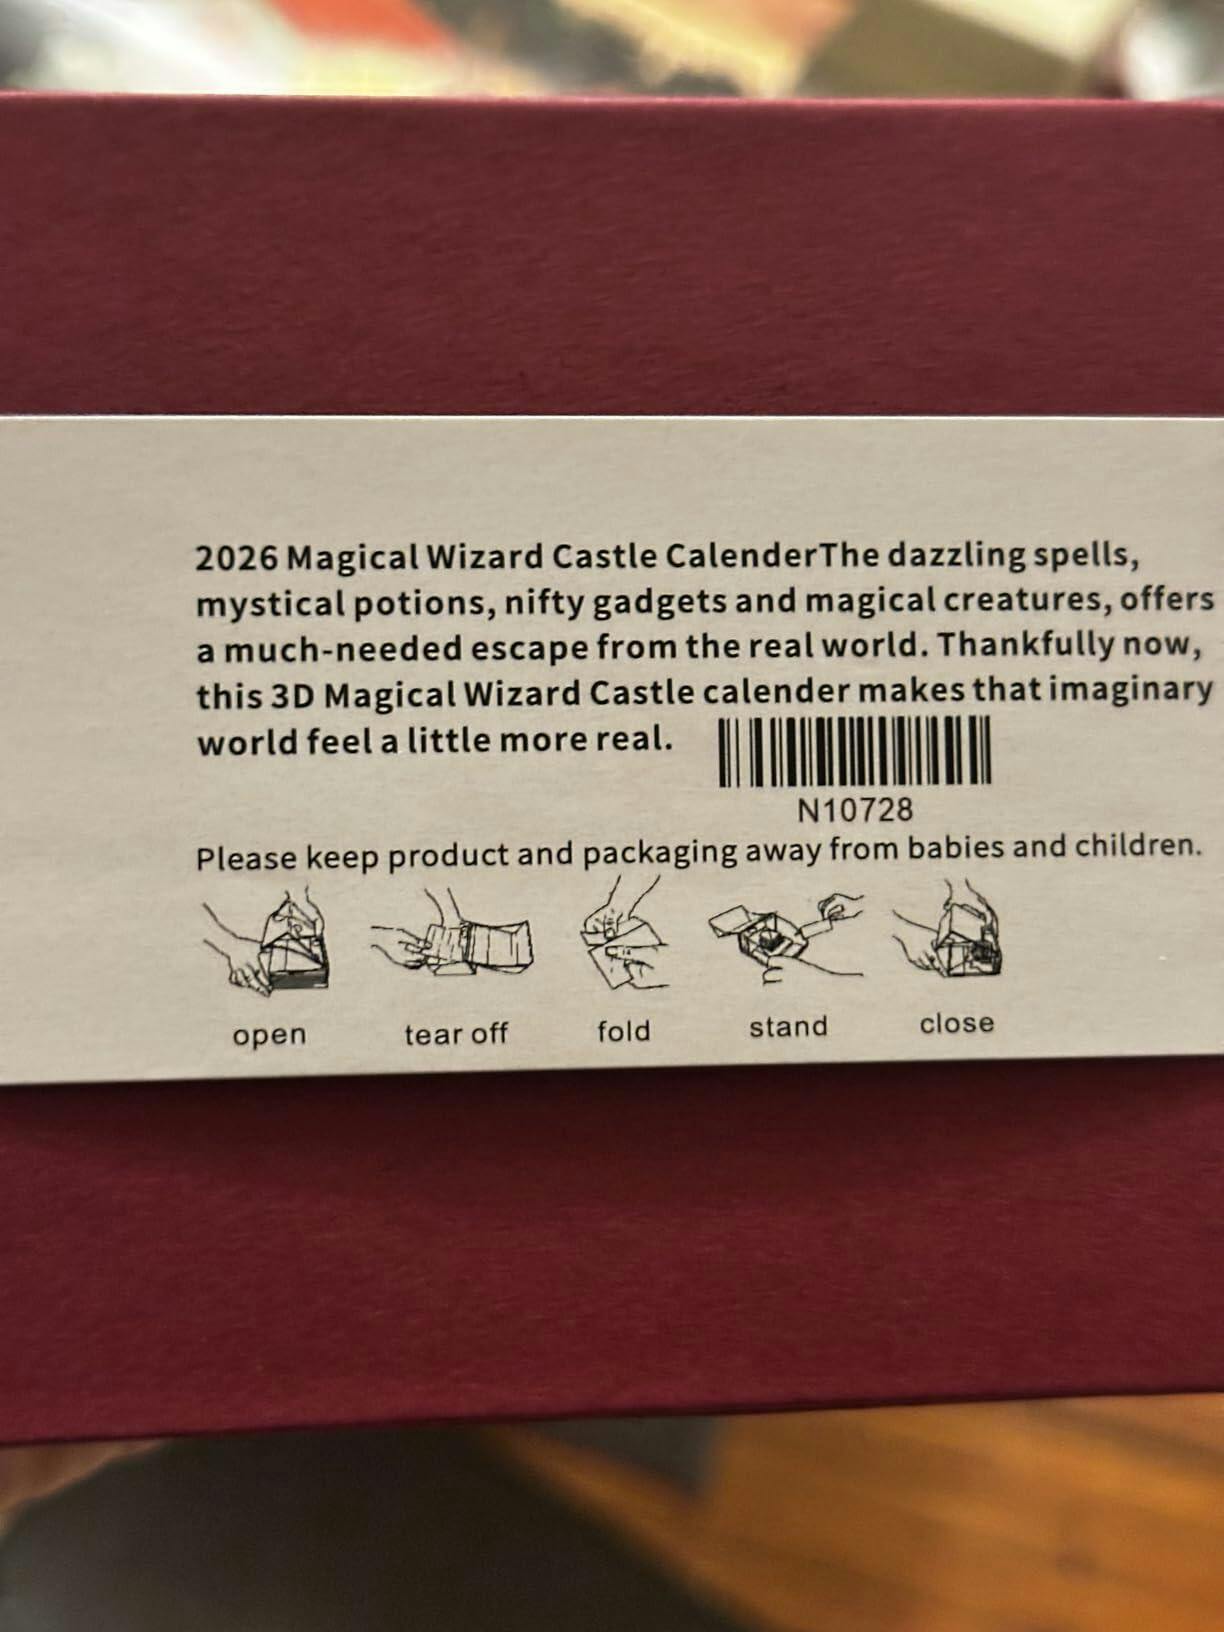 2026 Magical Wizard Castle CalenderThe dazzling spells,
mystical potions, nifty gadgets and magical creatures, offers
a much-needed escape from the real world. Thankfully now,
this 3D Magical Wizard Castle calender makes that imaginary
world feel a little more real.
N10728
Please keep product and packaging away from babies and children.
open tear off fold stand close